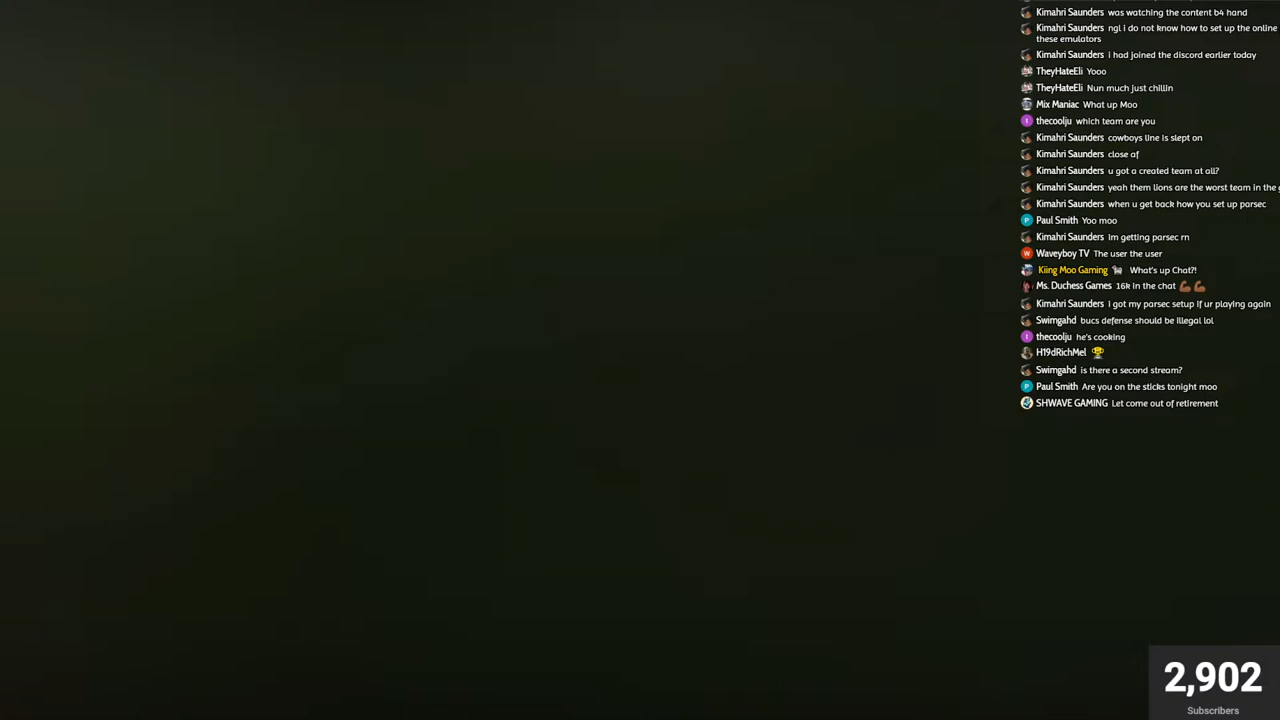 Kimahri Saunders was watching the content b4 hand
Kimahri Saunders ngl i do not know how to set up the online
these emulators
Kimahri Saunders i had joined the discord earlier today
TheyHateEli Yooo
TheyHateEli Nun much just chillin
Mix Maniac What up Moo
t thecoolju which team are you
Kimahri Saunders cowboys line is slept on
Kimahri Saunders close af
Kimahri Saunders u got a created team at all?
Kimahri Saunders yeah them lions are the worst team in the
Kimahri Saunders when u get back how you set up parsec
P Paul Smith Yoo moo
Kimahri Saunders Im getting parsec rn
W Waveyboy TV The user the user
Kiing Moo Gaming 🐄 What's up Chat?!
Ms. Duchess Games 16k in the chat 💪🏾💪🏾
Kimahri Saunders i got my parsec setup if ur playing again
Swimgahd bucs defense should be illegal lol
t thecoolju he's cooking
H19dRichMel 🏆
Swimgahd is there a second stream?
P Paul Smith Are you on the sticks tonight moo
SHWAVE GAMING Let come out of retirement
2,902
Subscribers